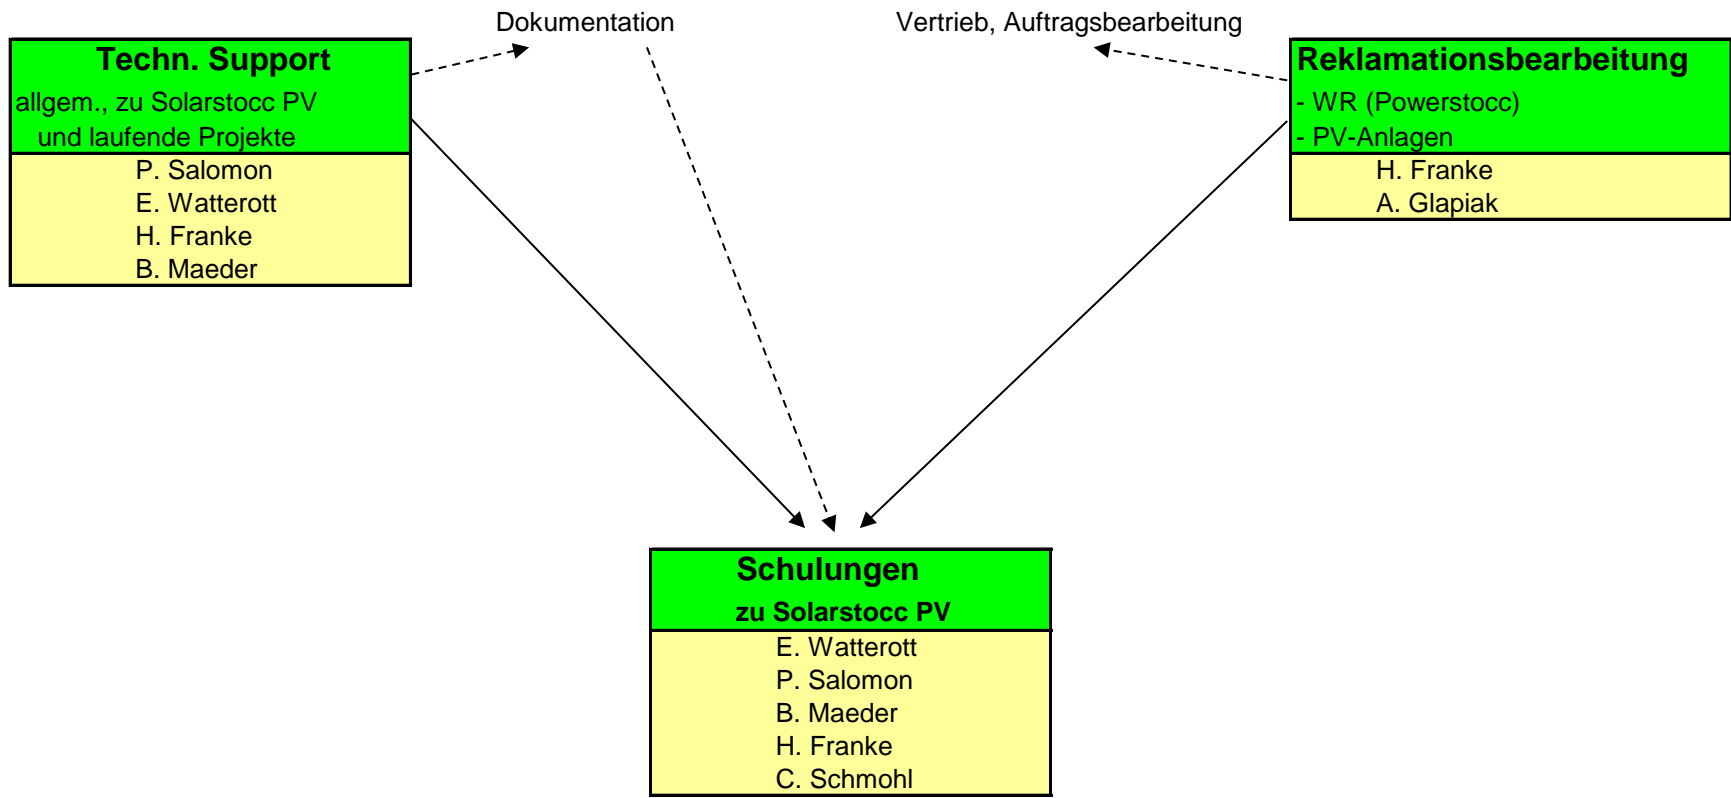 Dokumentation
Vertrieb, Auftragsbearbeitung
Techn. Support
allgem., zu Solarstocc PV
und laufende Projekte
P. Salomon
E. Watterott
H. Franke
B. Maeder
Reklamationsbearbeitung
- WR (Powerstocc)
- PV-Anlagen
H. Franke
A. Glapiak
Schulungen
zu Solarstocc PV
E. Watterott
P. Salomon
B. Maeder
H. Franke
C. Schmohl